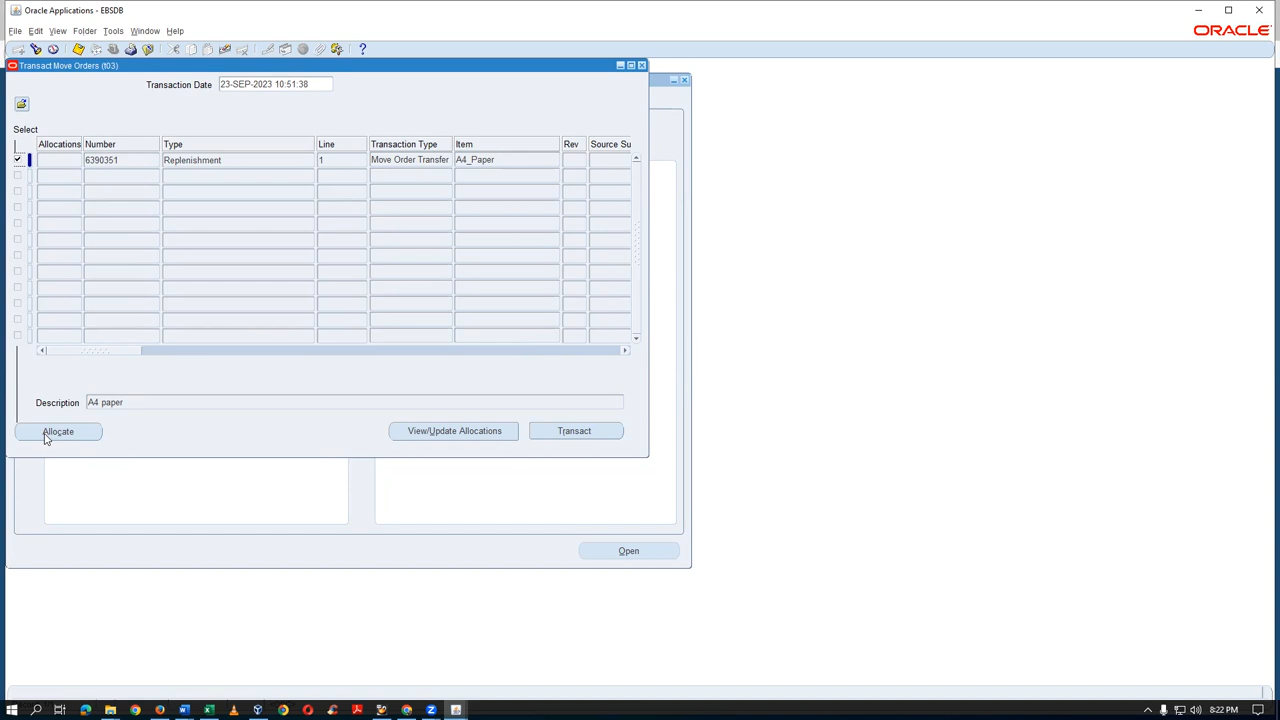 Oracle Applications - EBSDB
File Edit View Folder Tools Window Help
ORACLE
Transact Move Orders (t03)
Transaction Date 23-SEP-2023 10:51:38
Select
Allocations Number Type Line Transaction Type Item Rev Source Su
6390351 Replenishment 1 Move Order Transfer A4_Paper
Description A4 paper
Allocate View/Update Allocations Transact
Open
8:22 PM